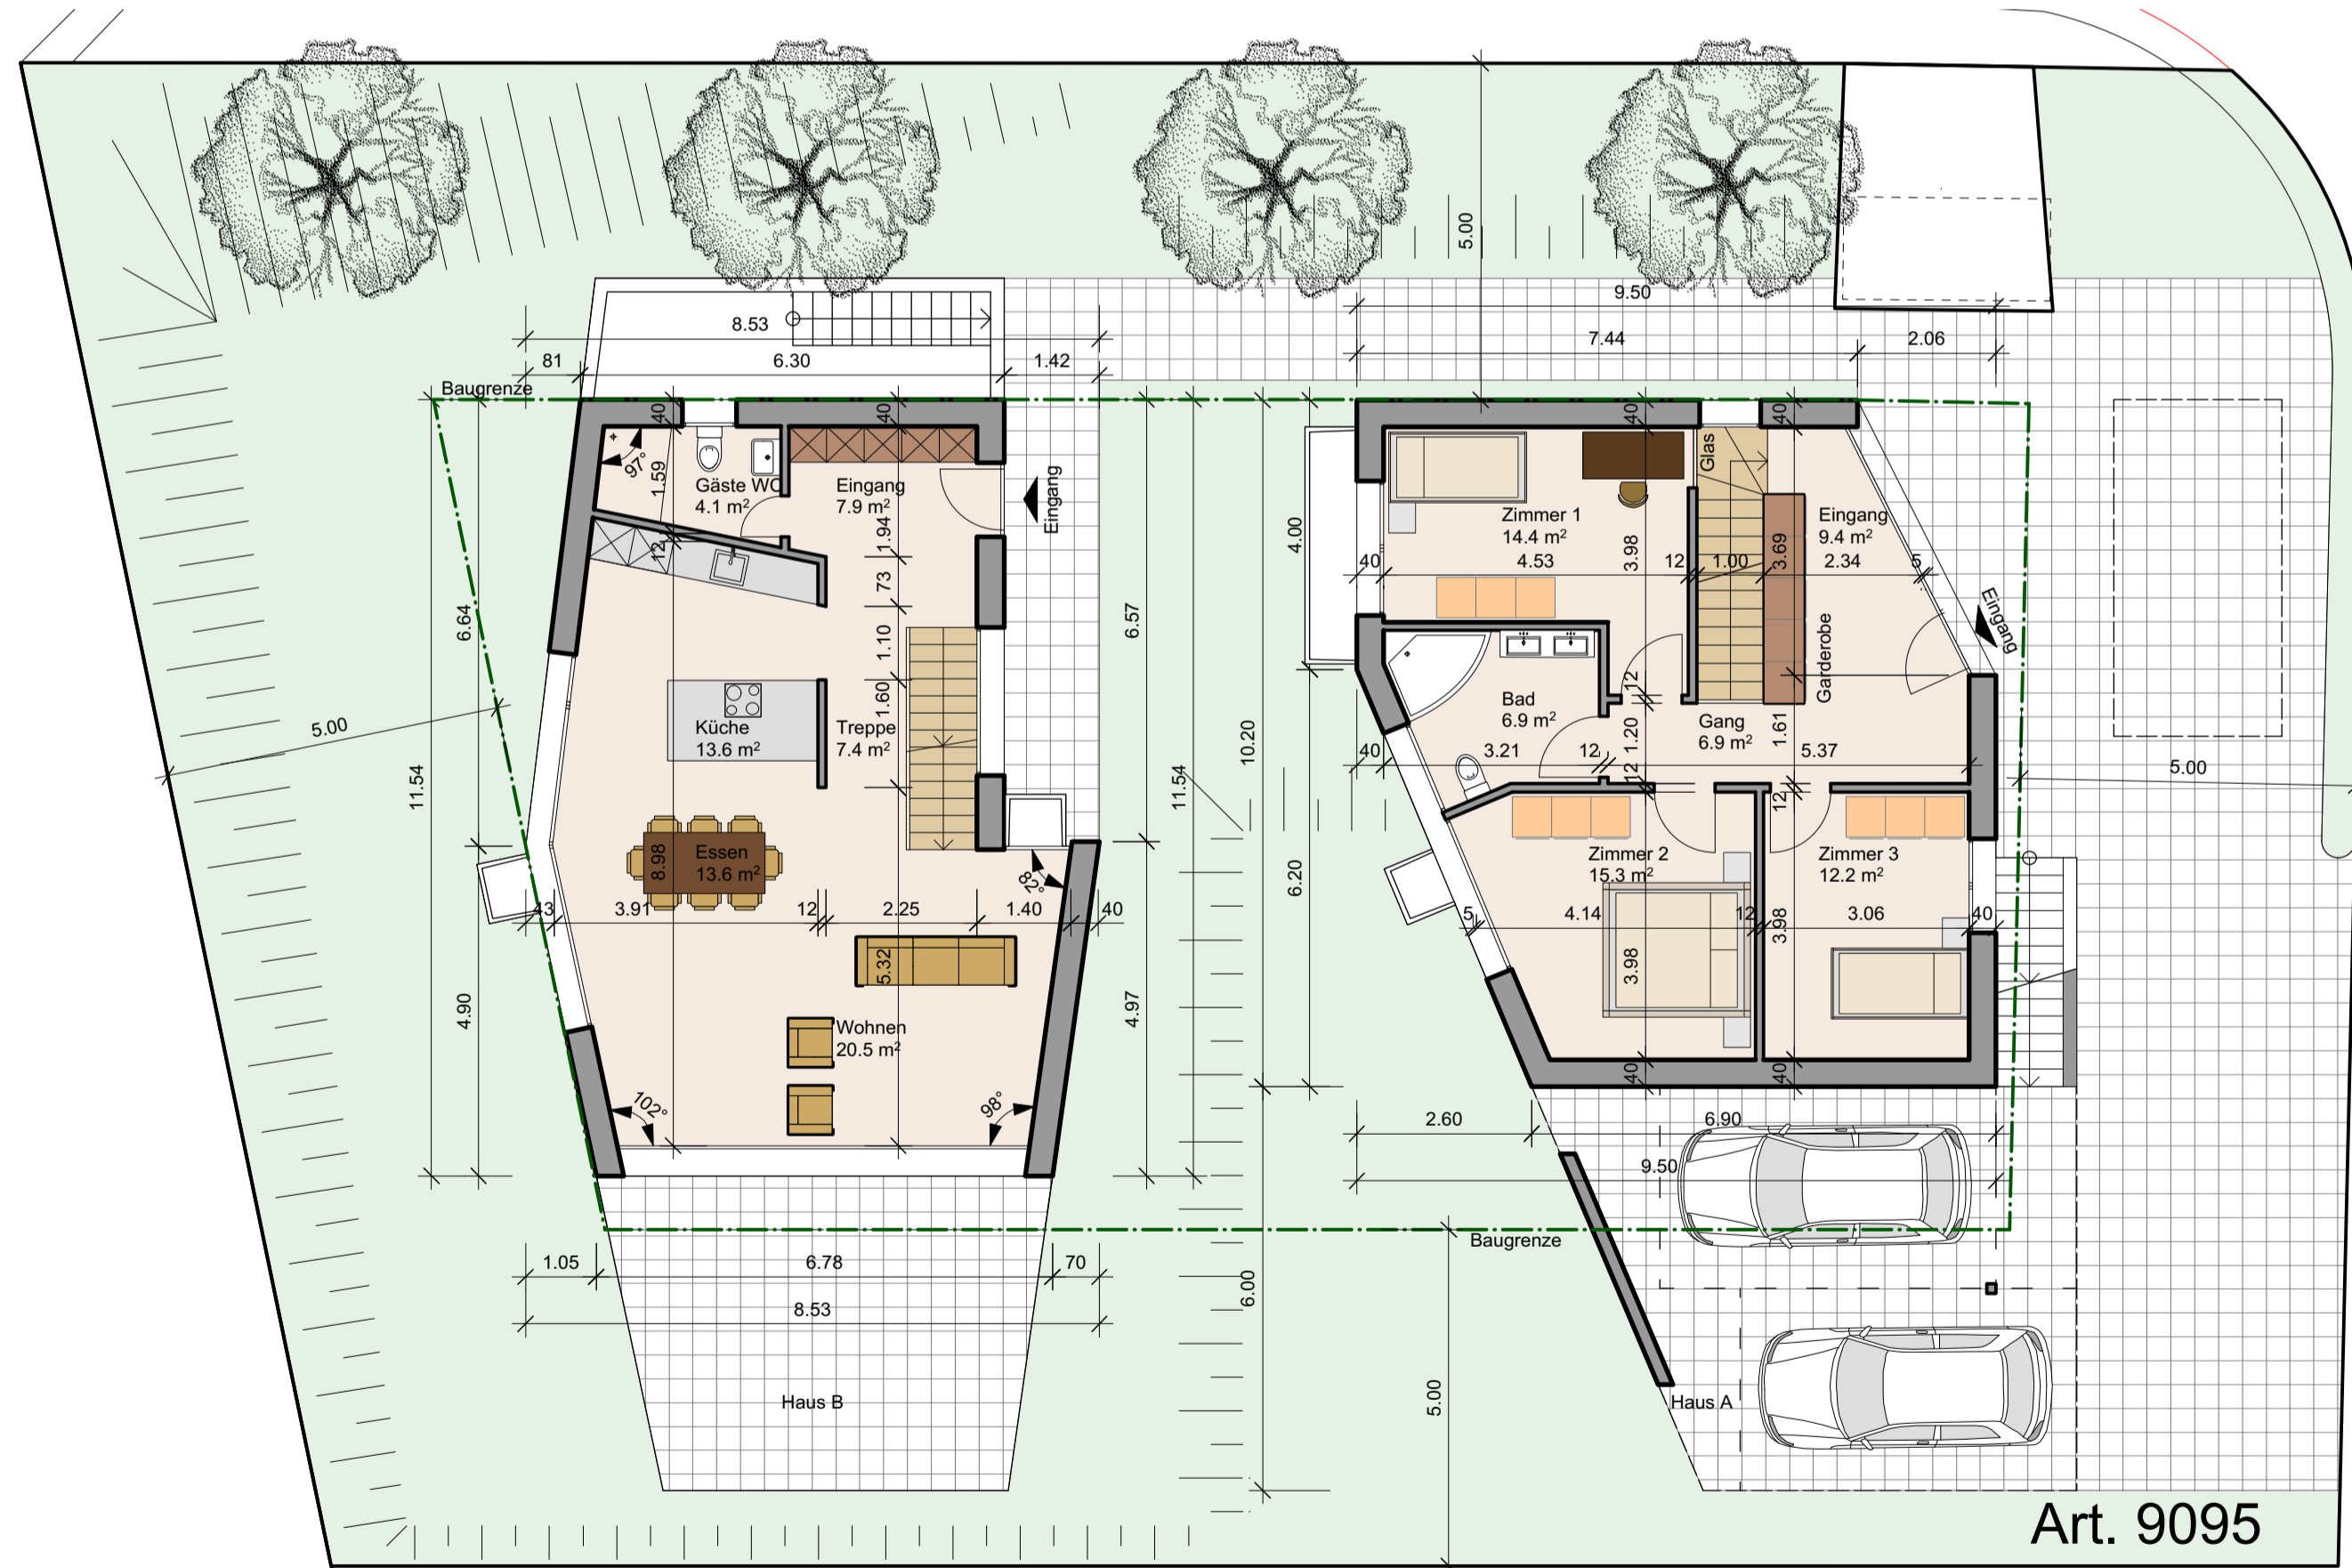 5.00
9.50
8.53
7.44
2.06
81
6.30
1.42
Baugrenze
40
40
40
40
97°
1.59
Gäste WC
4.1 m²
Eingang
7.9 m²
1.94
Eingang
12
73
1.10
1.60
6.64
6.57
11.54
11.54
10.20
5.00
Küche
13.6 m²
Treppe
7.4 m²
Essen
13.6 m²
8.98
82°
43
3.91
12
2.25
1.40
40
5.32
Wohnen
20.5 m²
4.90
4.97
102°
98°
1.05
6.78
70
8.53
Haus B
Glas
4.00
Zimmer 1
14.4 m²
40
4.53
3.98
12
1.00
3.69
Eingang
9.4 m²
2.34
5
Eingang
Garderobe
12
Bad
6.9 m²
Gang
6.9 m²
1.20
1.61
40
3.21
12
5.37
12
12
5.00
6.20
Zimmer 2
15.3 m²
Zimmer 3
12.2 m²
5
4.14
12
3.98
3.06
40
3.98
40
40
2.60
6.90
9.50
Baugrenze
6.00
5.00
Haus A
Art. 9095